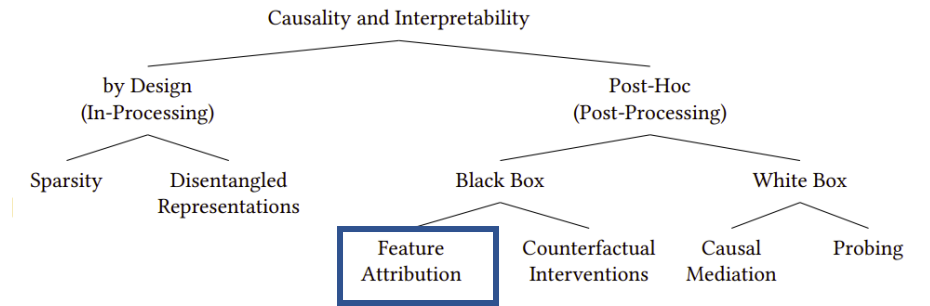 Causality and Interpretability
by Design
(In-Processing)
Post-Hoc
(Post-Processing)
Sparsity
Disentangled
Representations
Black Box
White Box
Feature
Attribution
Counterfactual
Interventions
Causal
Mediation
Probing